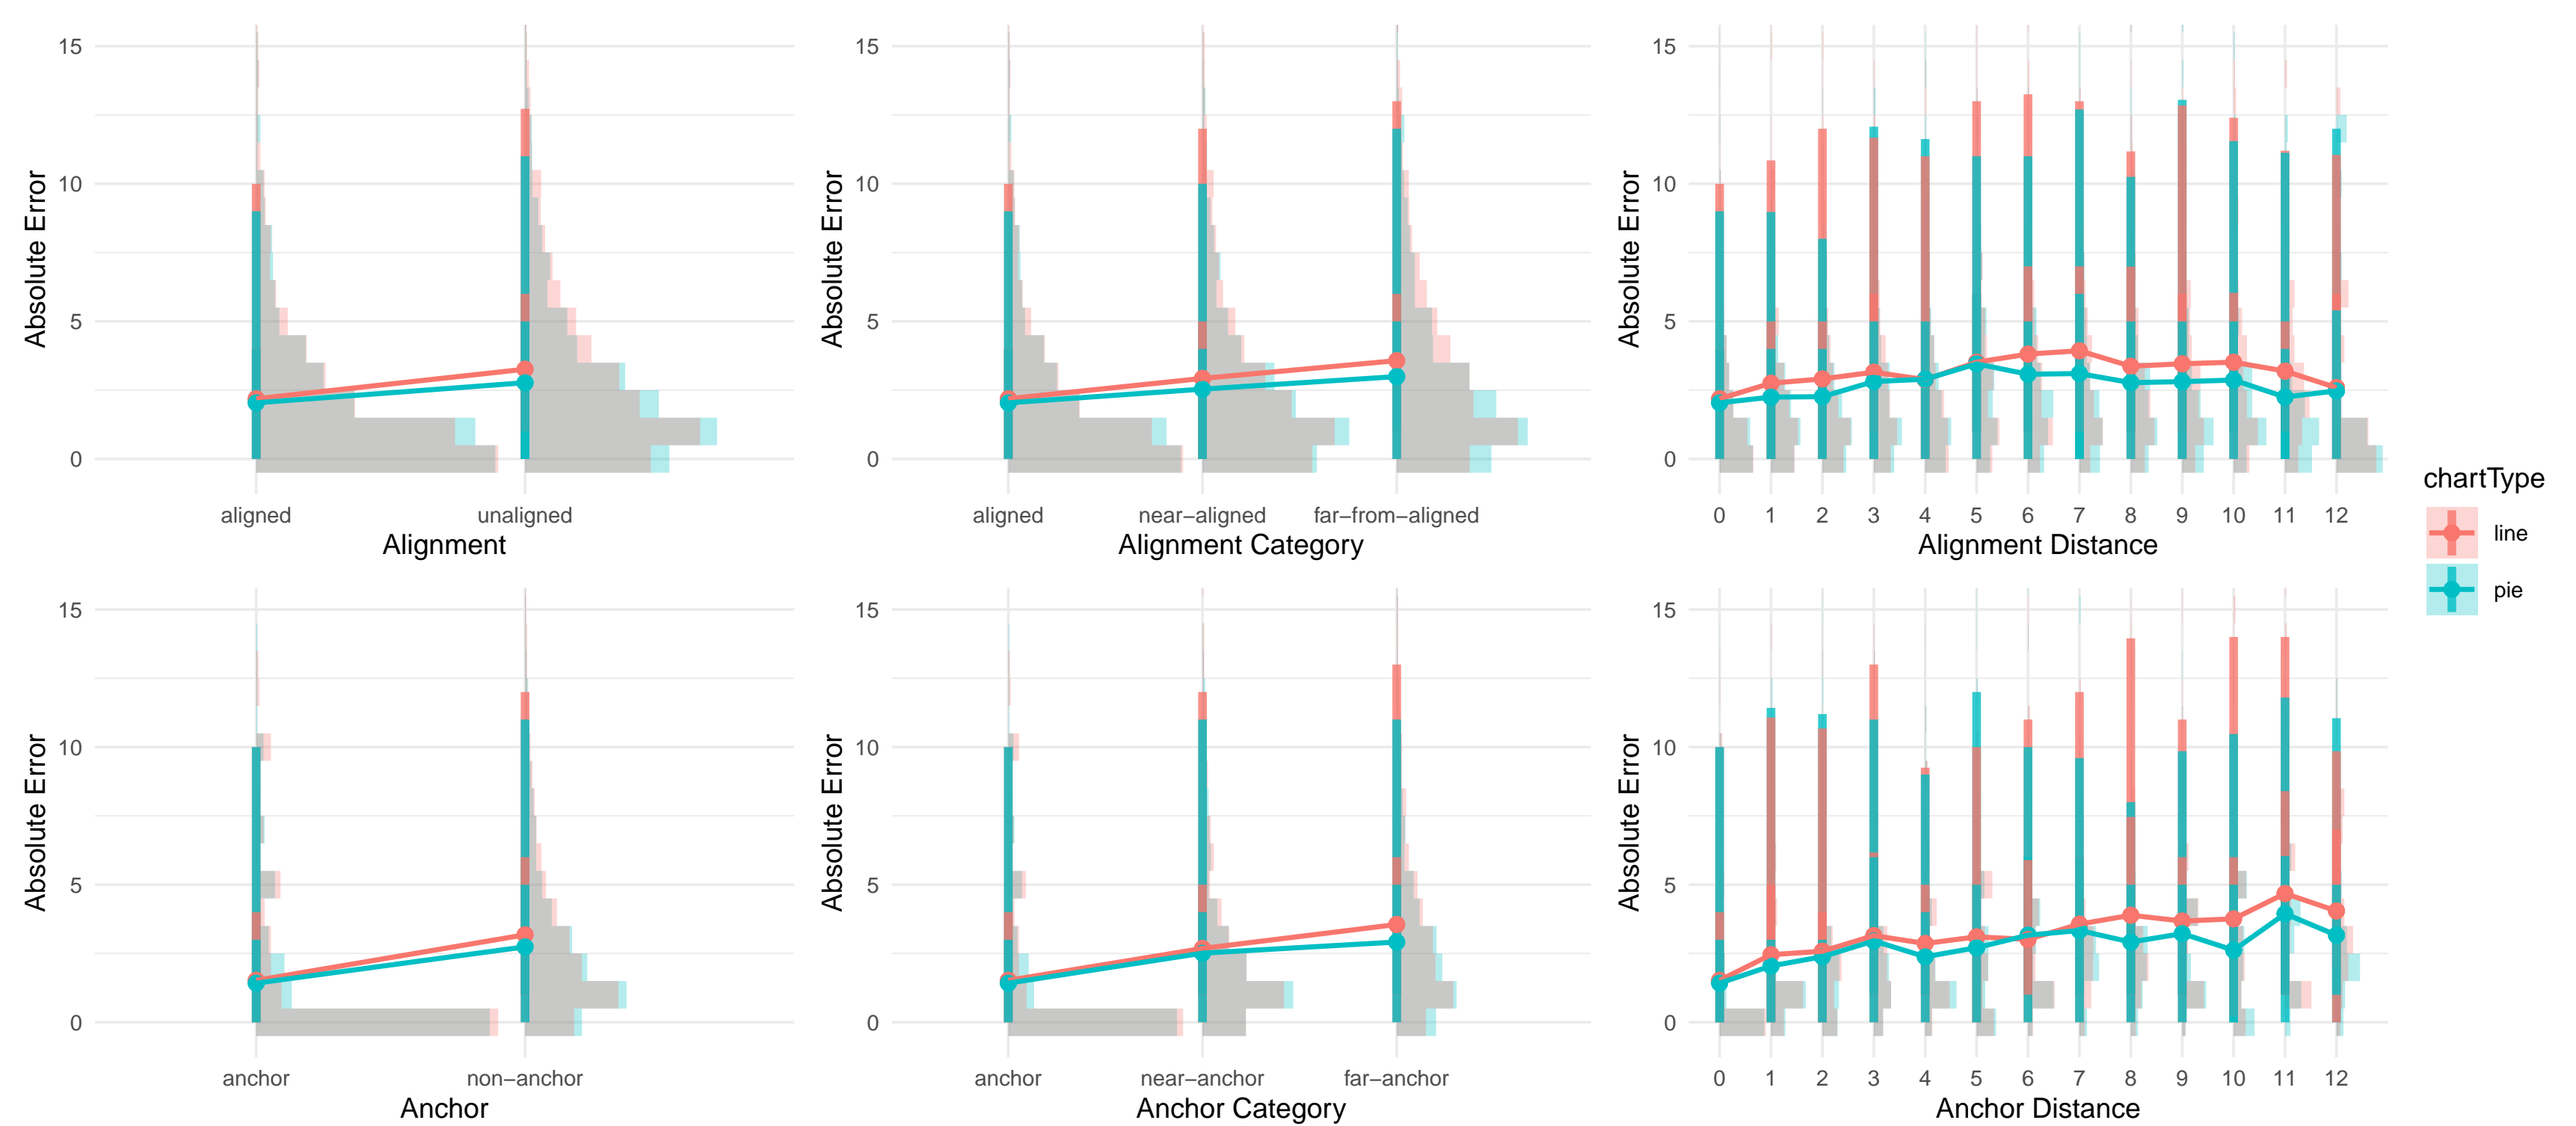 15
10
5
0
Absolute Error
aligned unaligned
Alignment
15
10
5
0
Absolute Error
aligned near−aligned far−from−aligned
Alignment Category
15
10
5
0
Absolute Error
0 1 2 3 4 5 6 7 8 9 10 11 12
Alignment Distance
15
10
5
0
Absolute Error
anchor non−anchor
Anchor
15
10
5
0
Absolute Error
anchor near−anchor far−anchor
Anchor Category
15
10
5
0
Absolute Error
0 1 2 3 4 5 6 7 8 9 10 11 12
Anchor Distance
chartType
line
pie